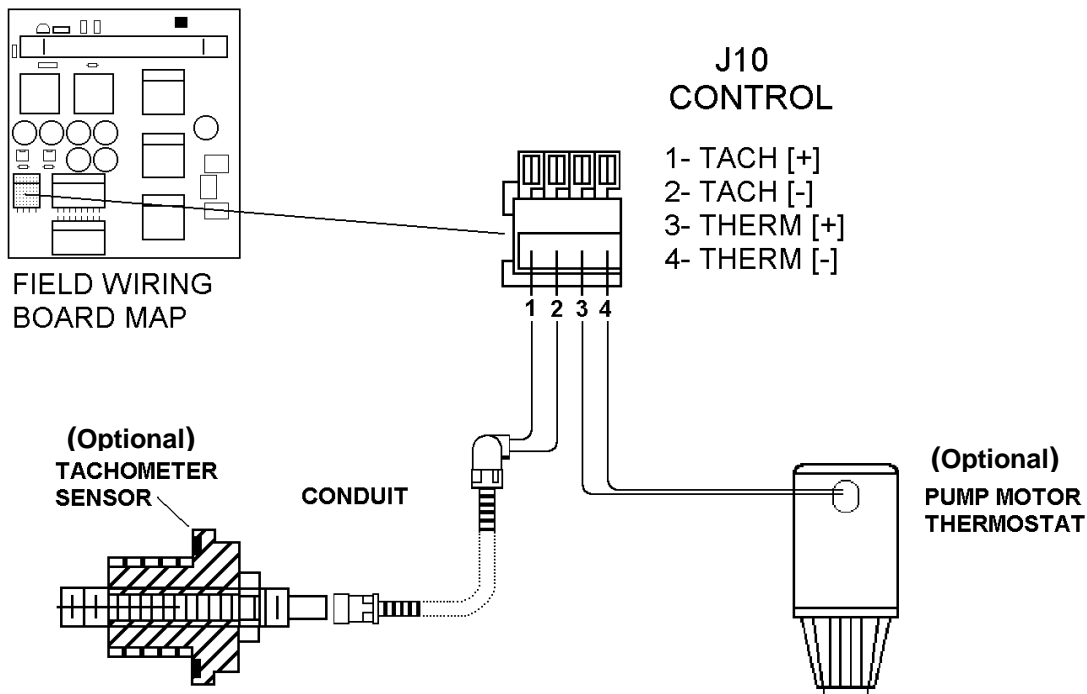 J10
CONTROL
1- TACH [+]
2- TACH [-]
3- THERM [+]
4- THERM [-]
FIELD WIRING
BOARD MAP
1 2 3 4
(Optional)
TACHOMETER
SENSOR
CONDUIT
(Optional)
PUMP MOTOR
THERMOSTAT